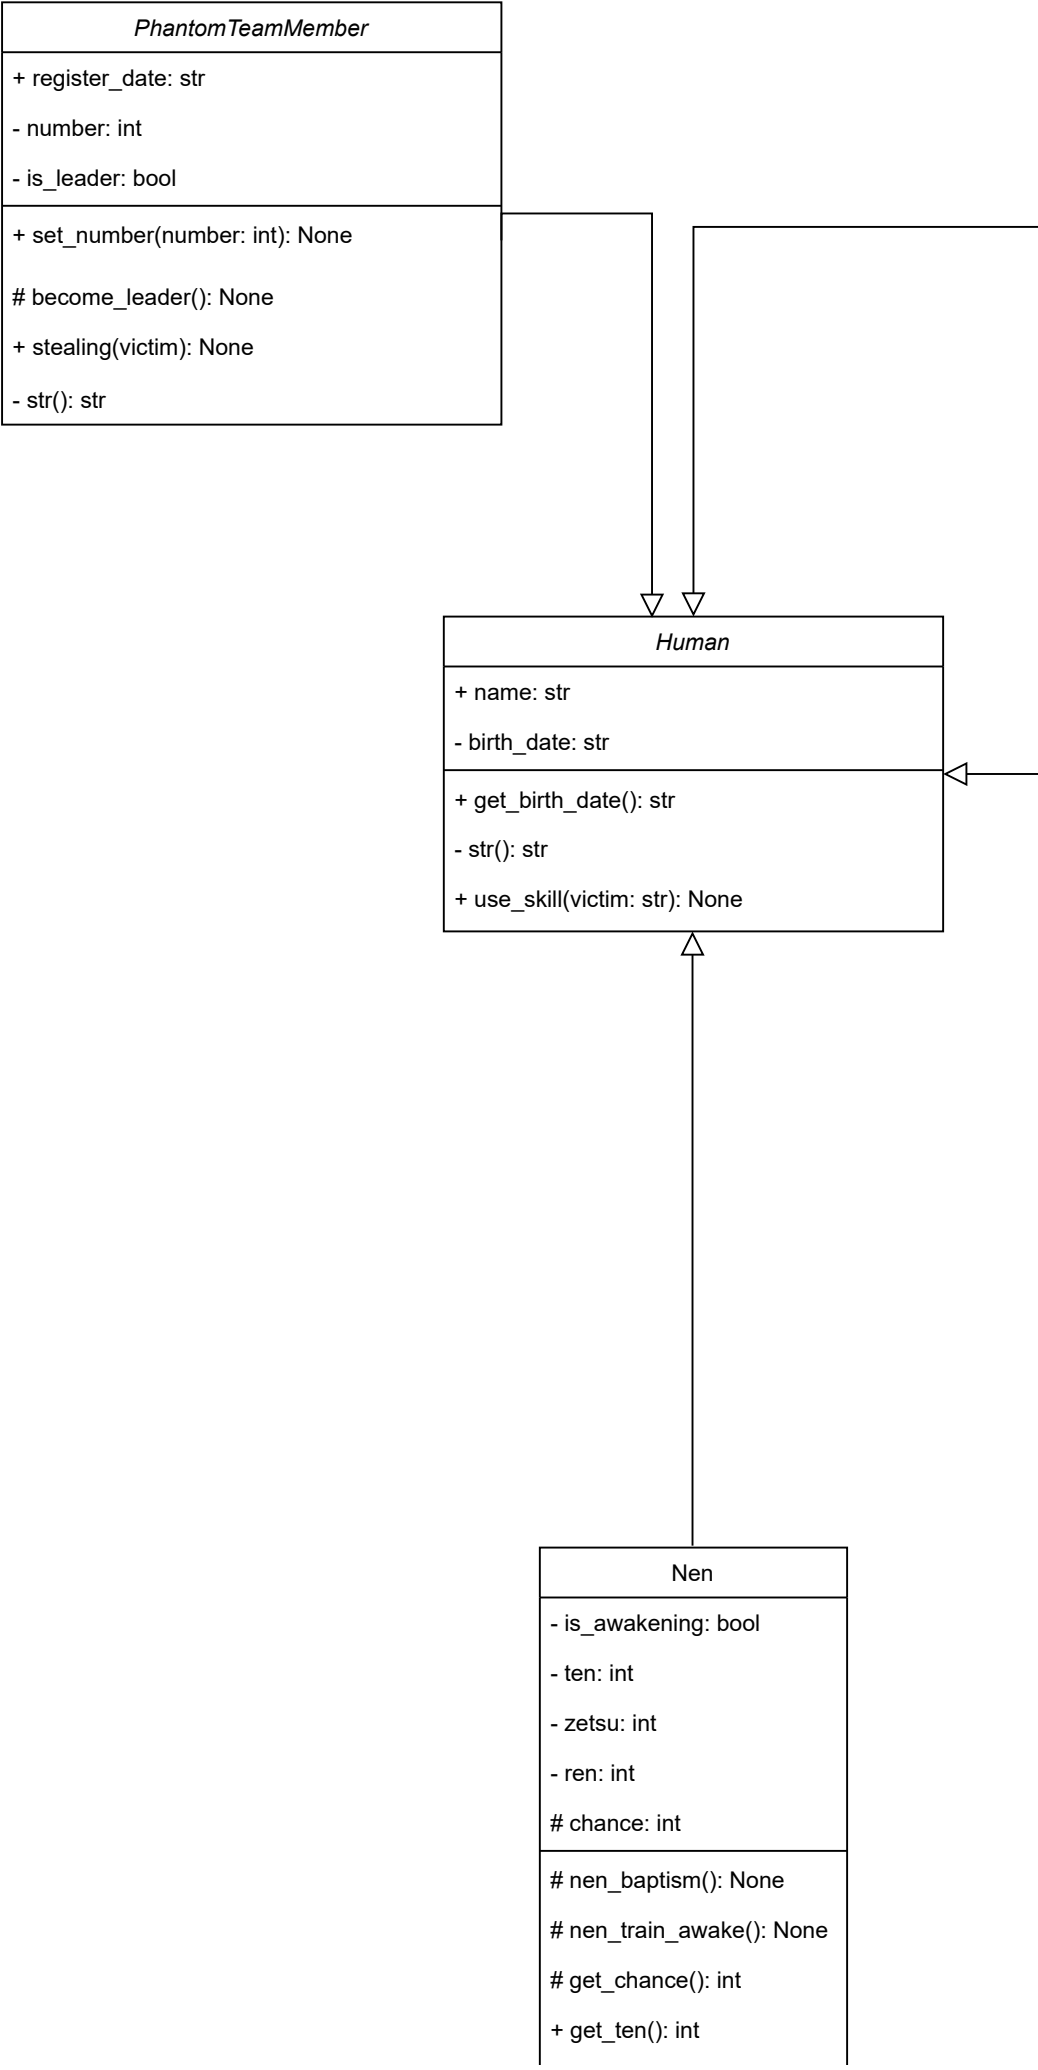 PhantomTeamMember
+ register_date: str
- number: int
- is_leader: bool
+ set_number(number: int): None
# become_leader(): None
+ stealing(victim): None
- str(): str
Human
+ name: str
- birth_date: str
+ get_birth_date(): str
- str(): str
+ use_skill(victim: str): None
Nen
- is_awakening: bool
- ten: int
- zetsu: int
- ren: int
# chance: int
# nen_baptism(): None
# nen_train_awake(): None
# get_chance(): int
+ get_ten(): int